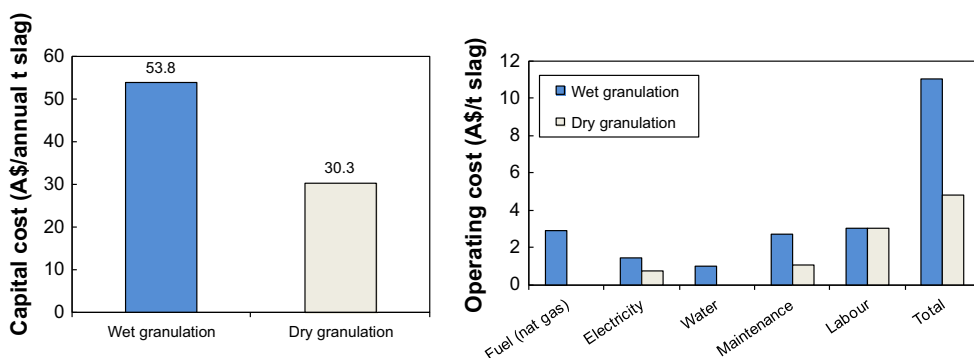 Capital cost (A$/annual t slag)
60
50
40
30
20
10
0
53.8
30.3
Wet granulation
Dry granulation
Operating cost (A$/t slag)
12
10
8
6
4
2
0
Wet granulation
Dry granulation
Fuel (nat gas)
Electricity
Water
Maintenance
Labour
Total